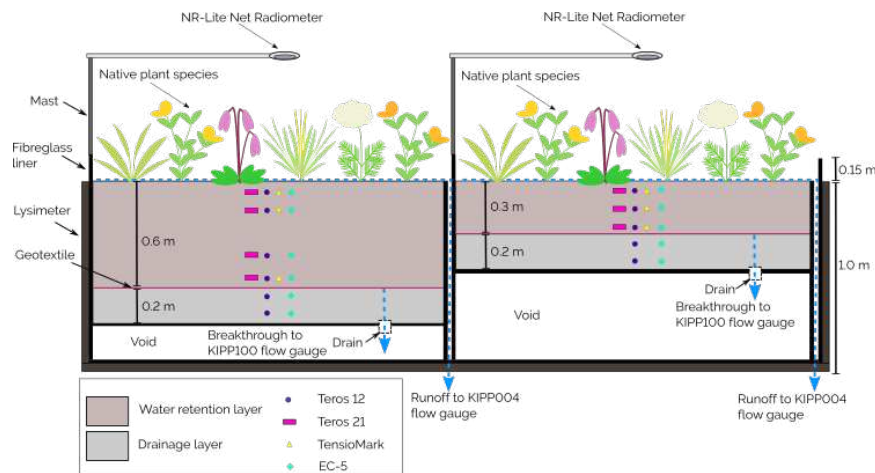 NR-Lite Net Radiometer
NR-Lite Net Radiometer
Native plant species
Native plant species
Mast
Fibreglass
liner
0.15 m
Lysimeter
0.3 m
0.6 m
Geotextile
0.2 m
1.0 m
0.2 m
Drain
Breakthrough to
KIPP100 flow gauge
Void
Void
Breakthrough to
KIPP100 flow gauge
Drain
Runoff to KIPP004
flow gauge
Runoff to KIPP004
flow gauge
Water retention layer
Drainage layer
Teros 12
Teros 21
TensioMark
EC-5